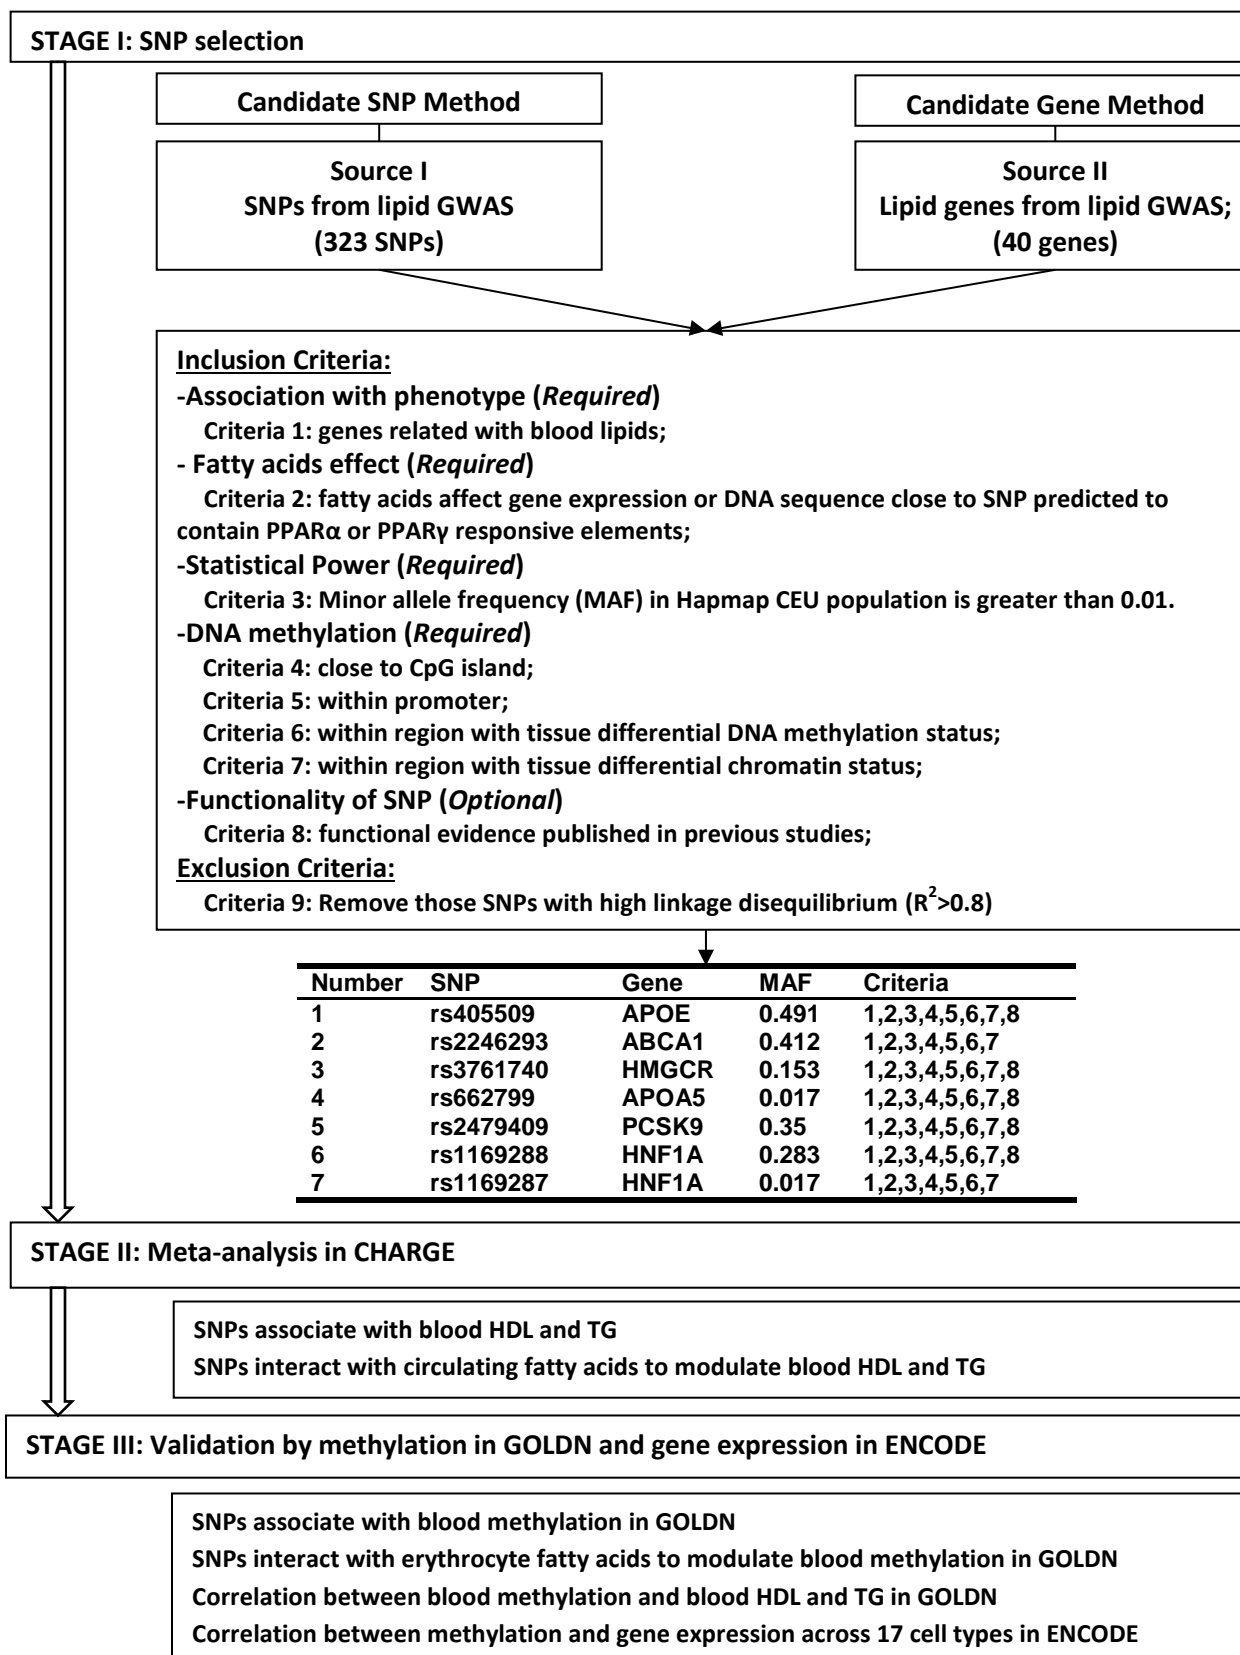 STAGE I: SNP selection
Candidate SNP Method
Candidate Gene Method
Source I
SNPs from lipid GWAS
(323 SNPs)
Source II
Lipid genes from lipid GWAS;
(40 genes)
Inclusion Criteria:
-Association with phenotype (Required)
Criteria 1: genes related with blood lipids;
- Fatty acids effect (Required)
Criteria 2: fatty acids affect gene expression or DNA sequence close to SNP predicted to
contain PPARα or PPARγ responsive elements;
-Statistical Power (Required)
Criteria 3: Minor allele frequency (MAF) in Hapmap CEU population is greater than 0.01.
-DNA methylation (Required)
Criteria 4: close to CpG island;
Criteria 5: within promoter;
Criteria 6: within region with tissue differential DNA methylation status;
Criteria 7: within region with tissue differential chromatin status;
-Functionality of SNP (Optional)
Criteria 8: functional evidence published in previous studies;
Exclusion Criteria:
Criteria 9: Remove those SNPs with high linkage disequilibrium (R²>0.8)
Number SNP Gene MAF Criteria
1 rs405509 APOE 0.491 1,2,3,4,5,6,7,8
2 rs2246293 ABCA1 0.412 1,2,3,4,5,6,7
3 rs3761740 HMGCR 0.153 1,2,3,4,5,6,7,8
4 rs662799 APOA5 0.017 1,2,3,4,5,6,7,8
5 rs2479409 PCSK9 0.35 1,2,3,4,5,6,7,8
6 rs1169288 HNF1A 0.283 1,2,3,4,5,6,7,8
7 rs1169287 HNF1A 0.017 1,2,3,4,5,6,7
STAGE II: Meta-analysis in CHARGE
SNPs associate with blood HDL and TG
SNPs interact with circulating fatty acids to modulate blood HDL and TG
STAGE III: Validation by methylation in GOLDN and gene expression in ENCODE
SNPs associate with blood methylation in GOLDN
SNPs interact with erythrocyte fatty acids to modulate blood methylation in GOLDN
Correlation between blood methylation and blood HDL and TG in GOLDN
Correlation between methylation and gene expression across 17 cell types in ENCODE